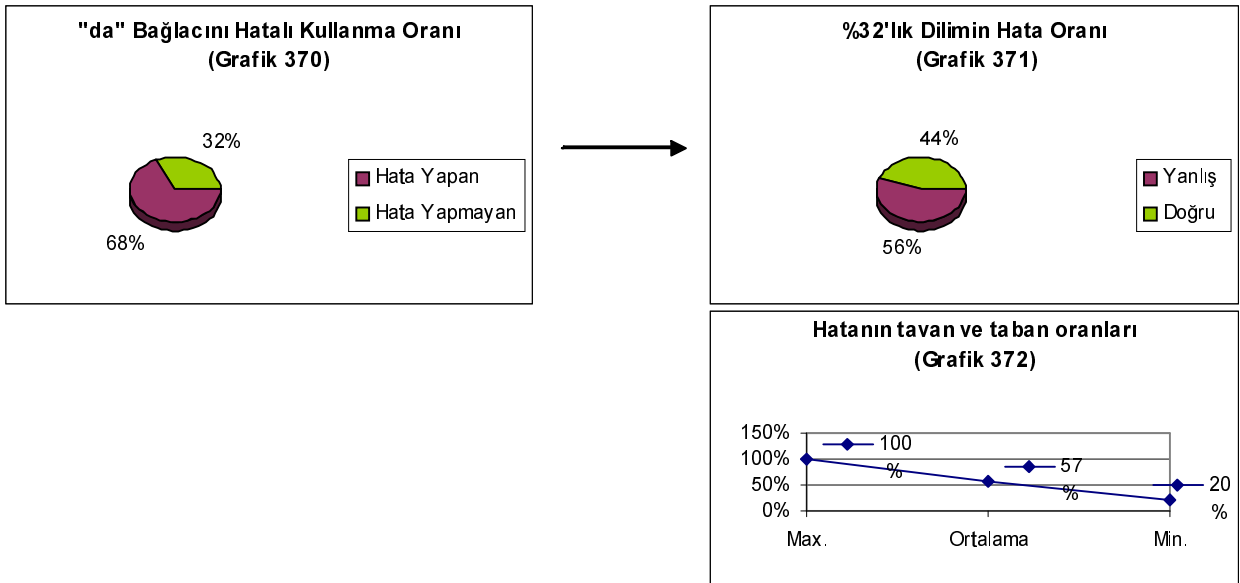 "da" Bağlacını Hatalı Kullanma Oranı
(Grafik 370)
32%
68%
Hata Yapan
Hata Yapmayan
%32'lık Dilimin Hata Oranı
(Grafik 371)
44%
56%
Yanlış
Doğru
Hatanın tavan ve taban oranları
(Grafik 372)
150%
100%
50%
0%
100
%
57
%
20
%
Max.
Ortalama
Min.